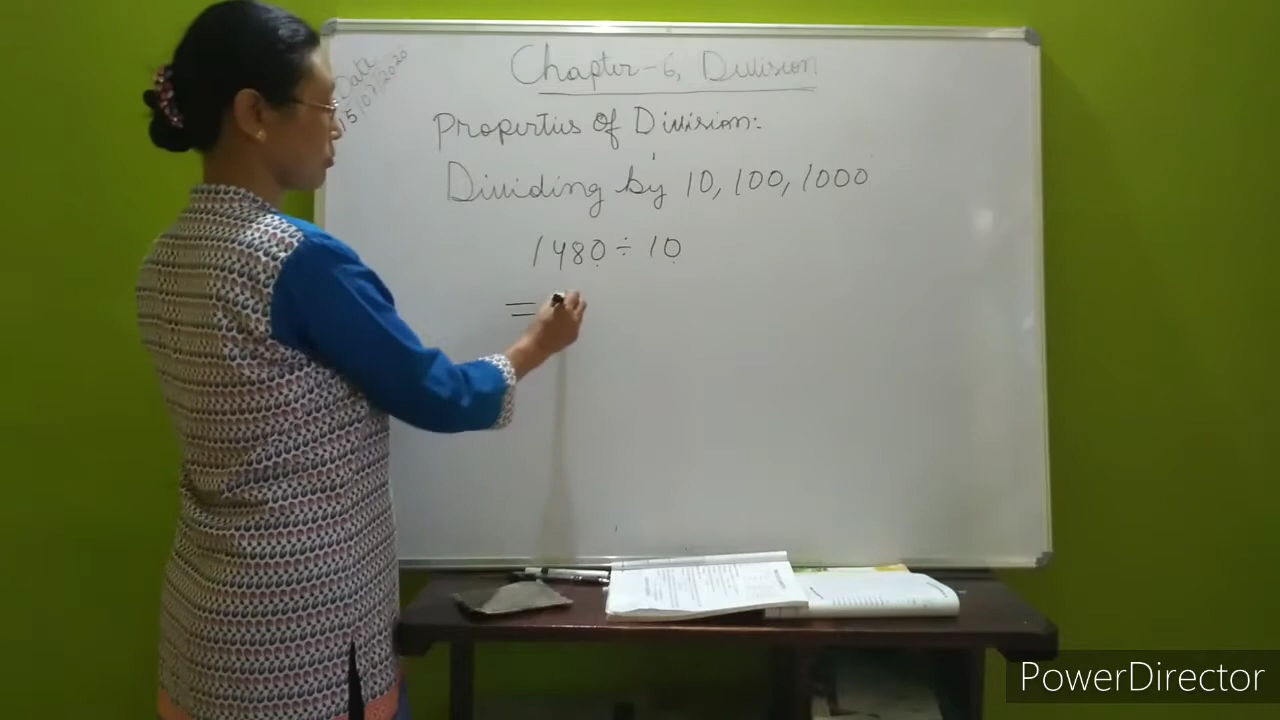 Date
15/07/2020
Chapter-6, Division
Properties of Division:-
Dividing by 10, 100, 1000
1480 ÷ 10
=
PowerDirector